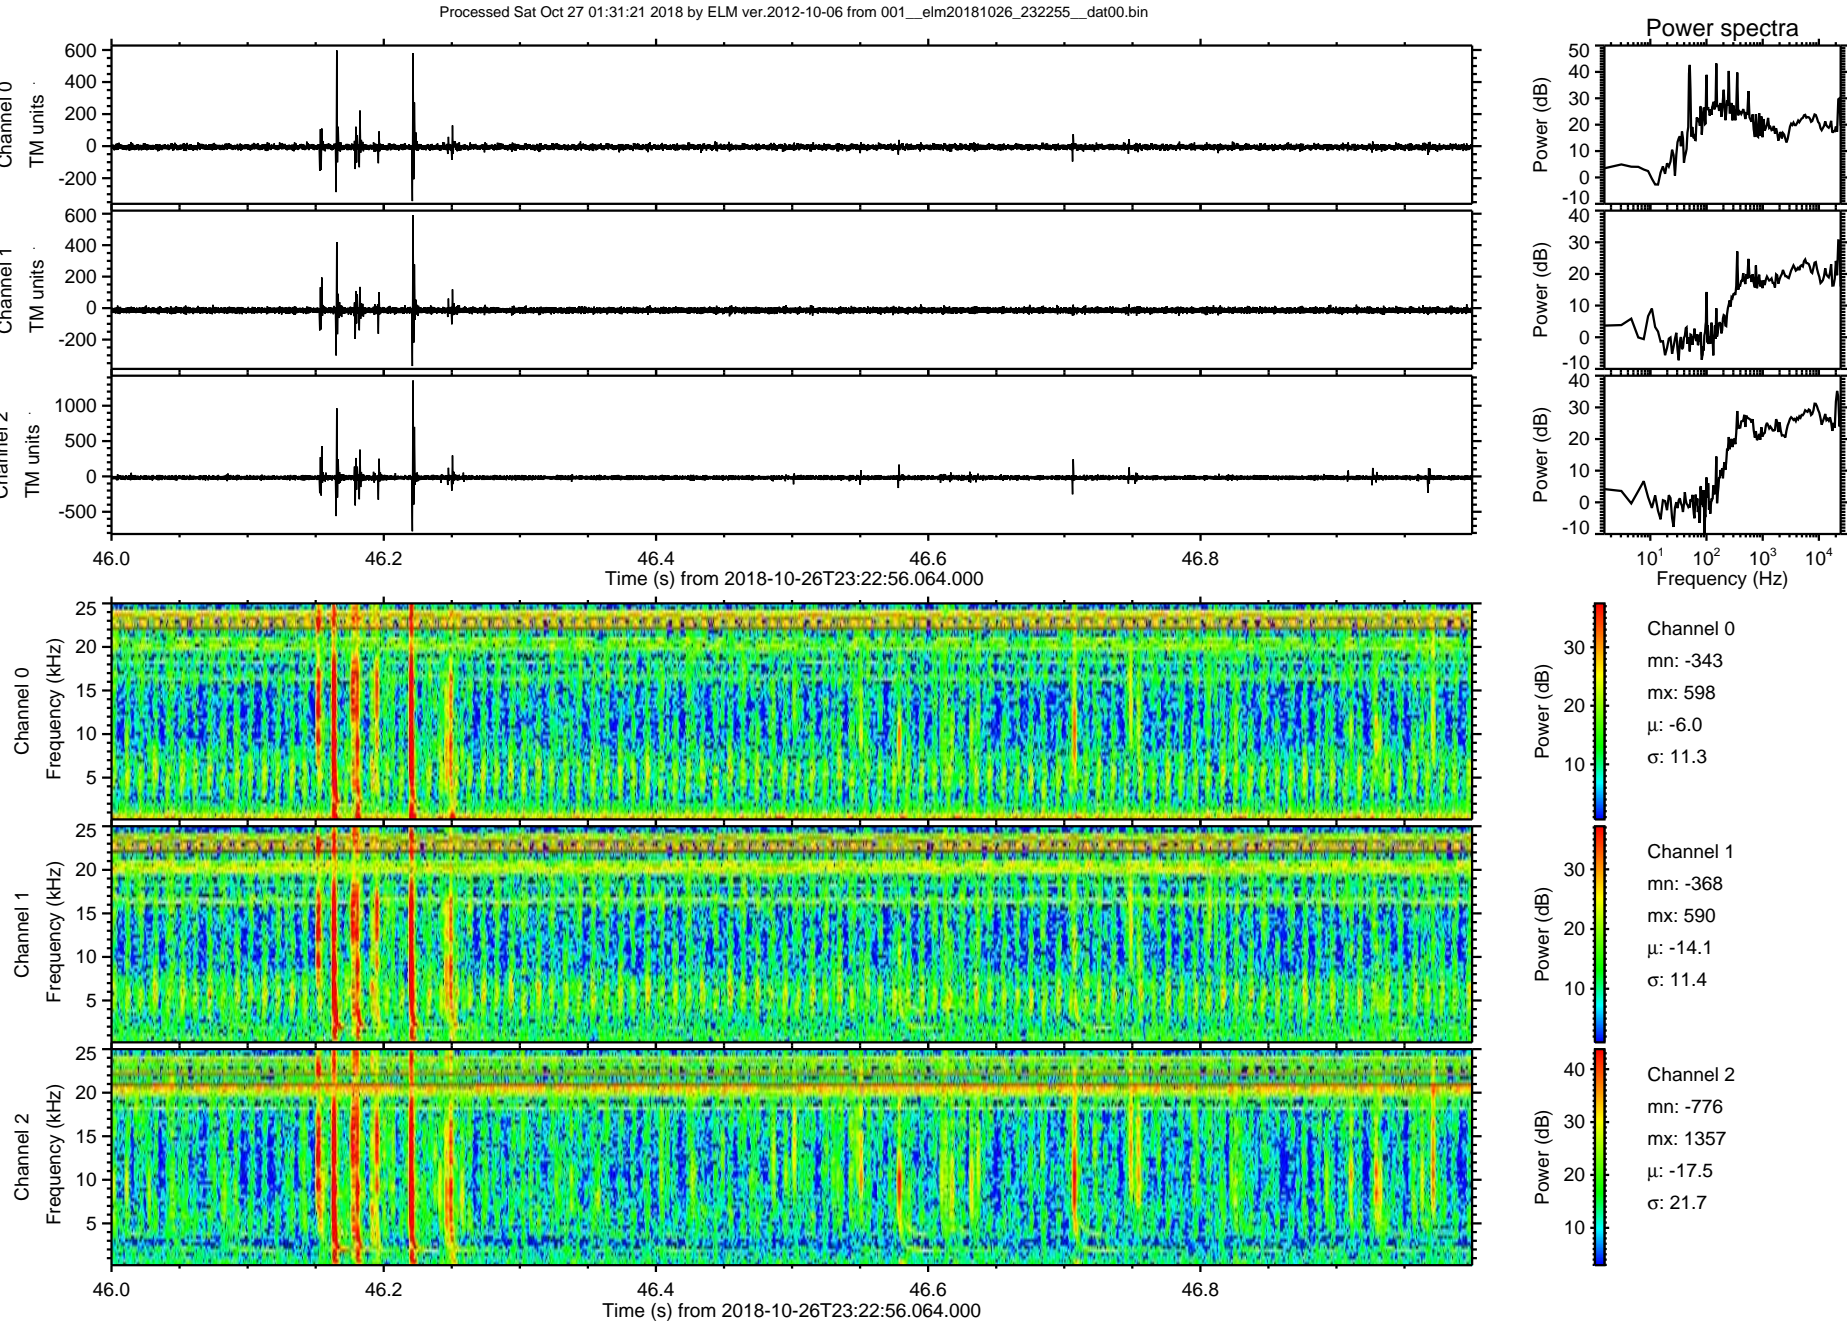 Processed Sat Oct 27 01:31:21 2018 by ELM ver.2012-10-06 from 001__elm20181026_232255__dat00.bin
Power spectra
Channel 0
TM units
600
400
200
0
-200
Power (dB)
50
40
30
20
10
0
-10
Channel 1
TM units
600
400
200
0
-200
Power (dB)
40
30
20
10
0
-10
Channel 2
TM units
1000
500
0
-500
Power (dB)
40
30
20
10
0
-10
46.0 46.2 46.4 46.6 46.8
Time (s) from 2018-10-26T23:22:56.064.000
10¹ 10² 10³ 10⁴
Frequency (Hz)
Channel 0
Frequency (kHz)
25
20
15
10
5
Power (dB)
30
20
10
Channel 0
mn: -343
mx: 598
μ: -6.0
σ: 11.3
Channel 1
Frequency (kHz)
25
20
15
10
5
Power (dB)
30
20
10
Channel 1
mn: -368
mx: 590
μ: -14.1
σ: 11.4
Channel 2
Frequency (kHz)
25
20
15
10
5
Power (dB)
40
30
20
10
Channel 2
mn: -776
mx: 1357
μ: -17.5
σ: 21.7
46.0 46.2 46.4 46.6 46.8
Time (s) from 2018-10-26T23:22:56.064.000